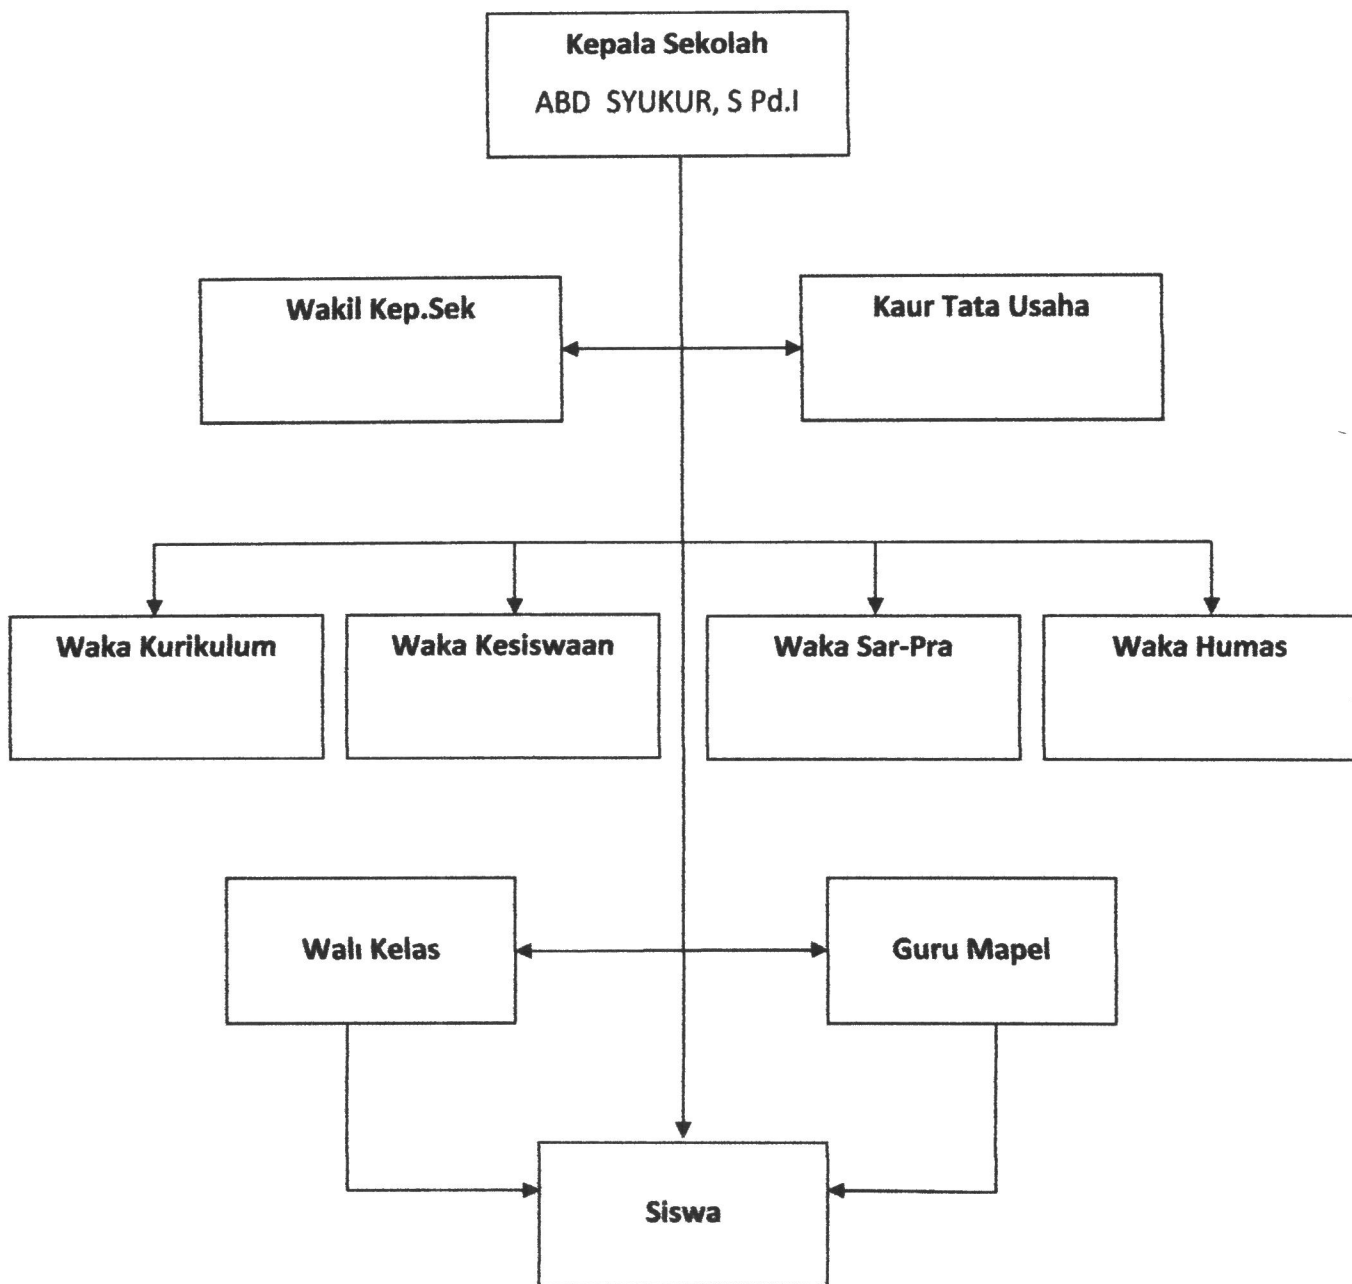 Kepala Sekolah
ABD SYUKUR, S Pd.I
Wakil Kep.Sek
Kaur Tata Usaha
Waka Kurikulum
Waka Kesiswaan
Waka Sar-Pra
Waka Humas
Walı Kelas
Guru Mapel
Siswa